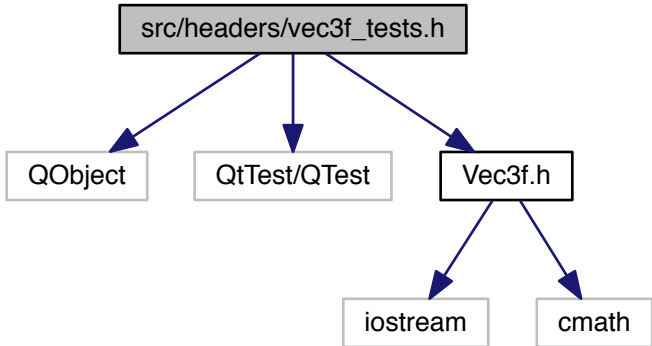 src/headers/vec3f_tests.h
QObject
QtTest/QTest
Vec3f.h
iostream
cmath